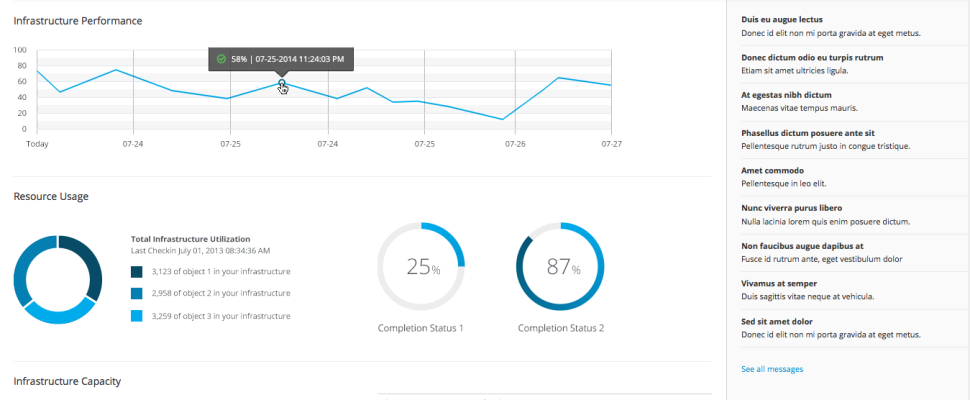 Infrastructure Performance
58% | 07-25-2014 11:24:03 PM
100
80
60
40
20
0
Today 07-24 07-25 07-24 07-25 07-26 07-27
Resource Usage
Total Infrastructure Utilization
Last Checkin July 01, 2013 08:34:36 AM
3,123 of object 1 in your infrastructure
2,958 of object 2 in your infrastructure
3,259 of object 3 in your infrastructure
25%
Completion Status 1
87%
Completion Status 2
Infrastructure Capacity
Duis eu augue lectus
Donec id elit non mi porta gravida at eget metus.
Donec dictum odio eu turpis rutrum
Etiam sit amet ultricies ligula.
At egestas nibh dictum
Maecenas vitae tempus mauris.
Phasellus dictum posuere ante sit
Pellentesque rutrum justo in congue tristique.
Amet commodo
Pellentesque in leo elit.
Nunc viverra purus libero
Nulla lacinia lorem quis enim posuere dictum.
Non faucibus augue dapibus at
Fusce id rutrum ante, eget vestibulum dolor
Vivamus at semper
Duis sagittis vitae neque at vehicula.
Sed sit amet dolor
Donec id elit non mi porta gravida at eget metus.
See all messages